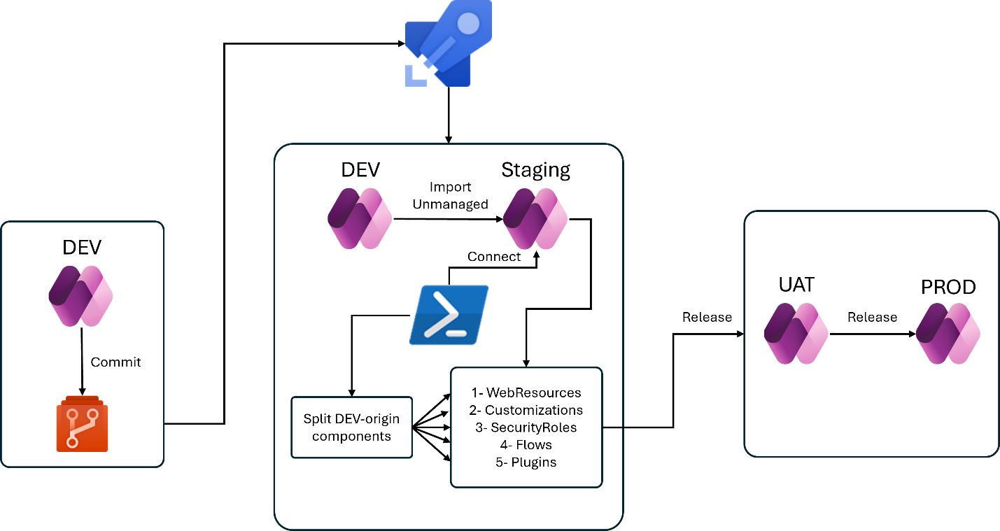 DEV
Commit
DEV
Import
Unmanaged
Staging
Connect
Split DEV-origin
components
1- WebResources
2- Customizations
3- SecurityRoles
4- Flows
5- Plugins
Release
UAT
Release
PROD